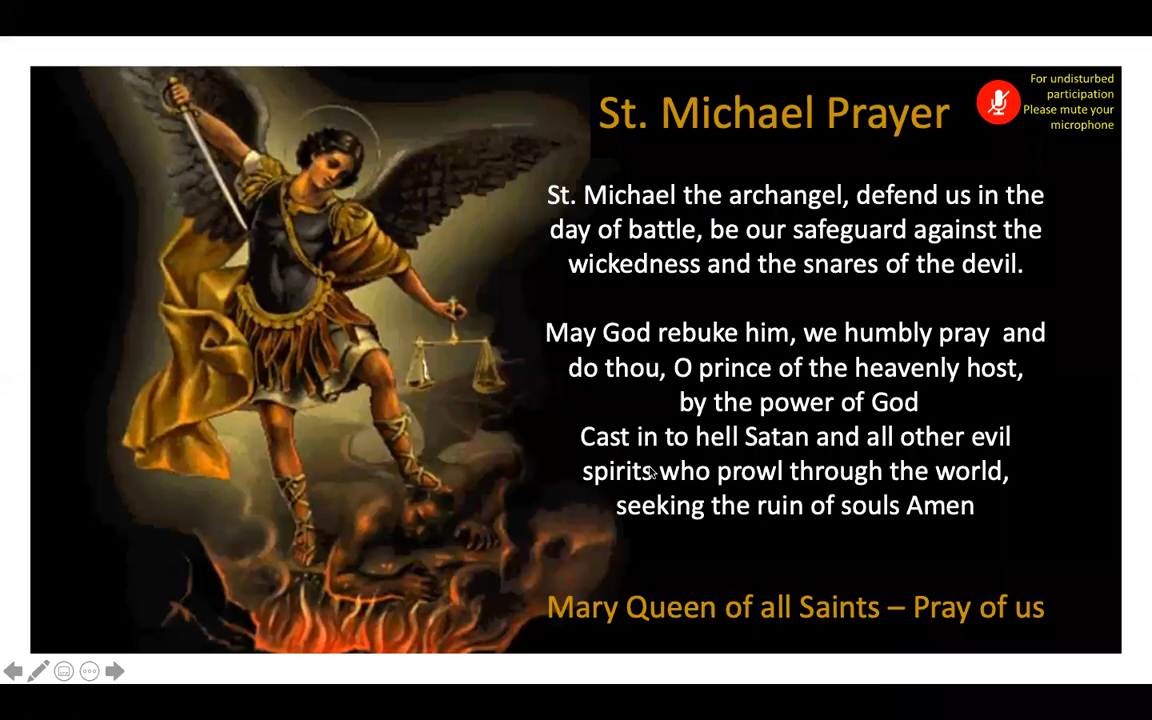 St. Michael Prayer
For undisturbed
participation
Please mute your
microphone
St. Michael the archangel, defend us in the
day of battle, be our safeguard against the
wickedness and the snares of the devil.
May God rebuke him, we humbly pray and
do thou, O prince of the heavenly host,
by the power of God
Cast in to hell Satan and all other evil
spirits who prowl through the world,
seeking the ruin of souls Amen
Mary Queen of all Saints – Pray of us